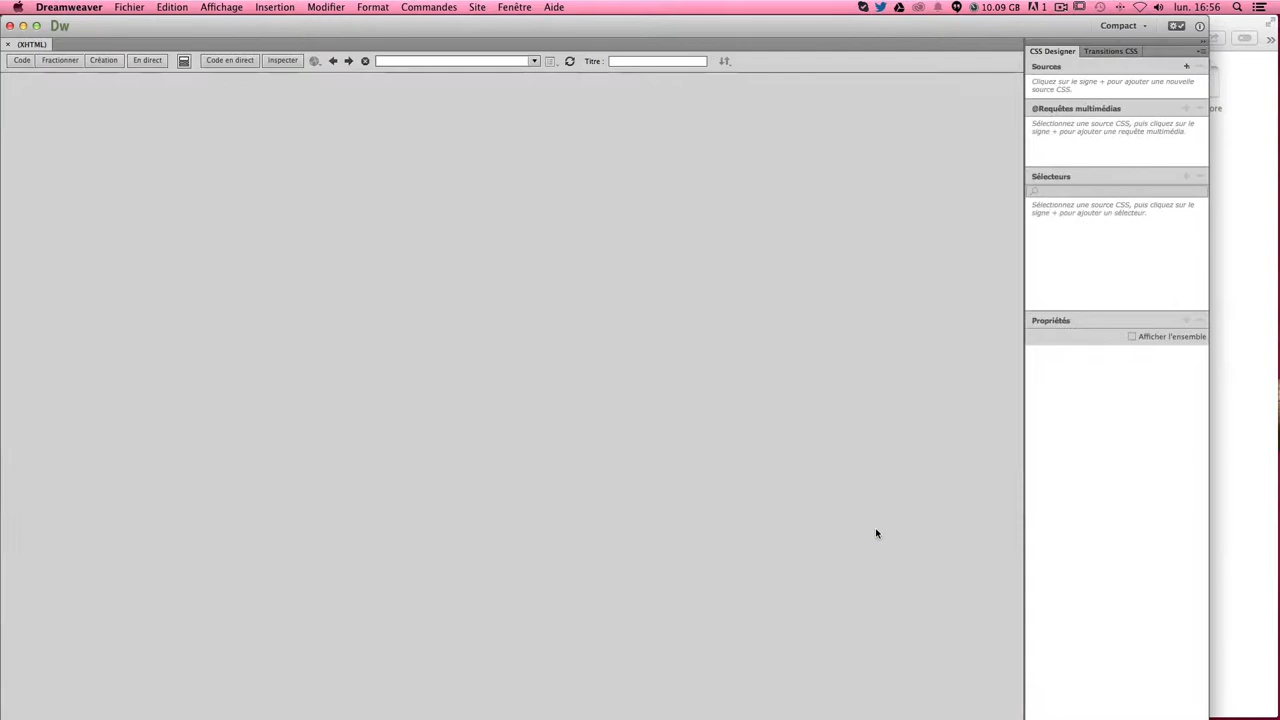 Dreamweaver Fichier Edition Affichage Insertion Modifier Format Commandes Site Fenêtre Aide 10.09 GB 1 lun. 16:56
Dw Compact
(XHTML)
Code Fractionner Création En direct Code en direct Inspecter Titre :
CSS Designer Transitions CSS
Sources
Cliquez sur le signe + pour ajouter une nouvelle
source CSS.
@Requêtes multimédias
Sélectionnez une source CSS, puis cliquez sur le
signe + pour ajouter une requête multimédia.
Sélecteurs
Sélectionnez une source CSS, puis cliquez sur le
signe + pour ajouter un sélecteur.
Propriétés
Afficher l'ensemble
ore